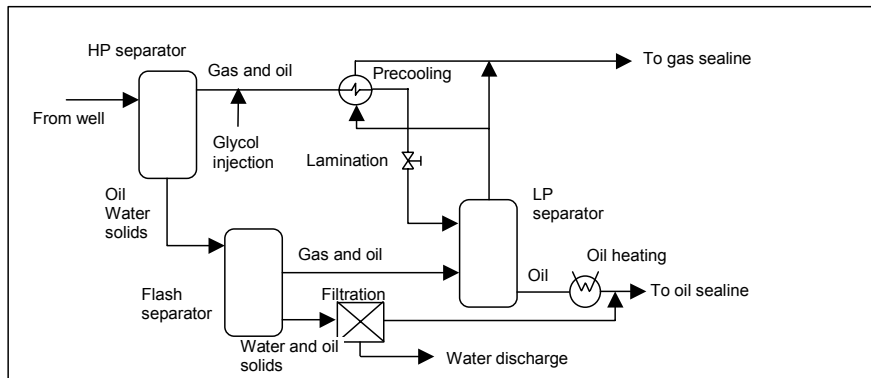 HP separator
Gas and oil
Precooling
To gas sealine
From well
Glycol
injection
Lamination
Oil
Water
solids
LP
separator
Gas and oil
Oil heating
Oil
Flash
separator
Filtration
To oil sealine
Water and oil
solids
Water discharge